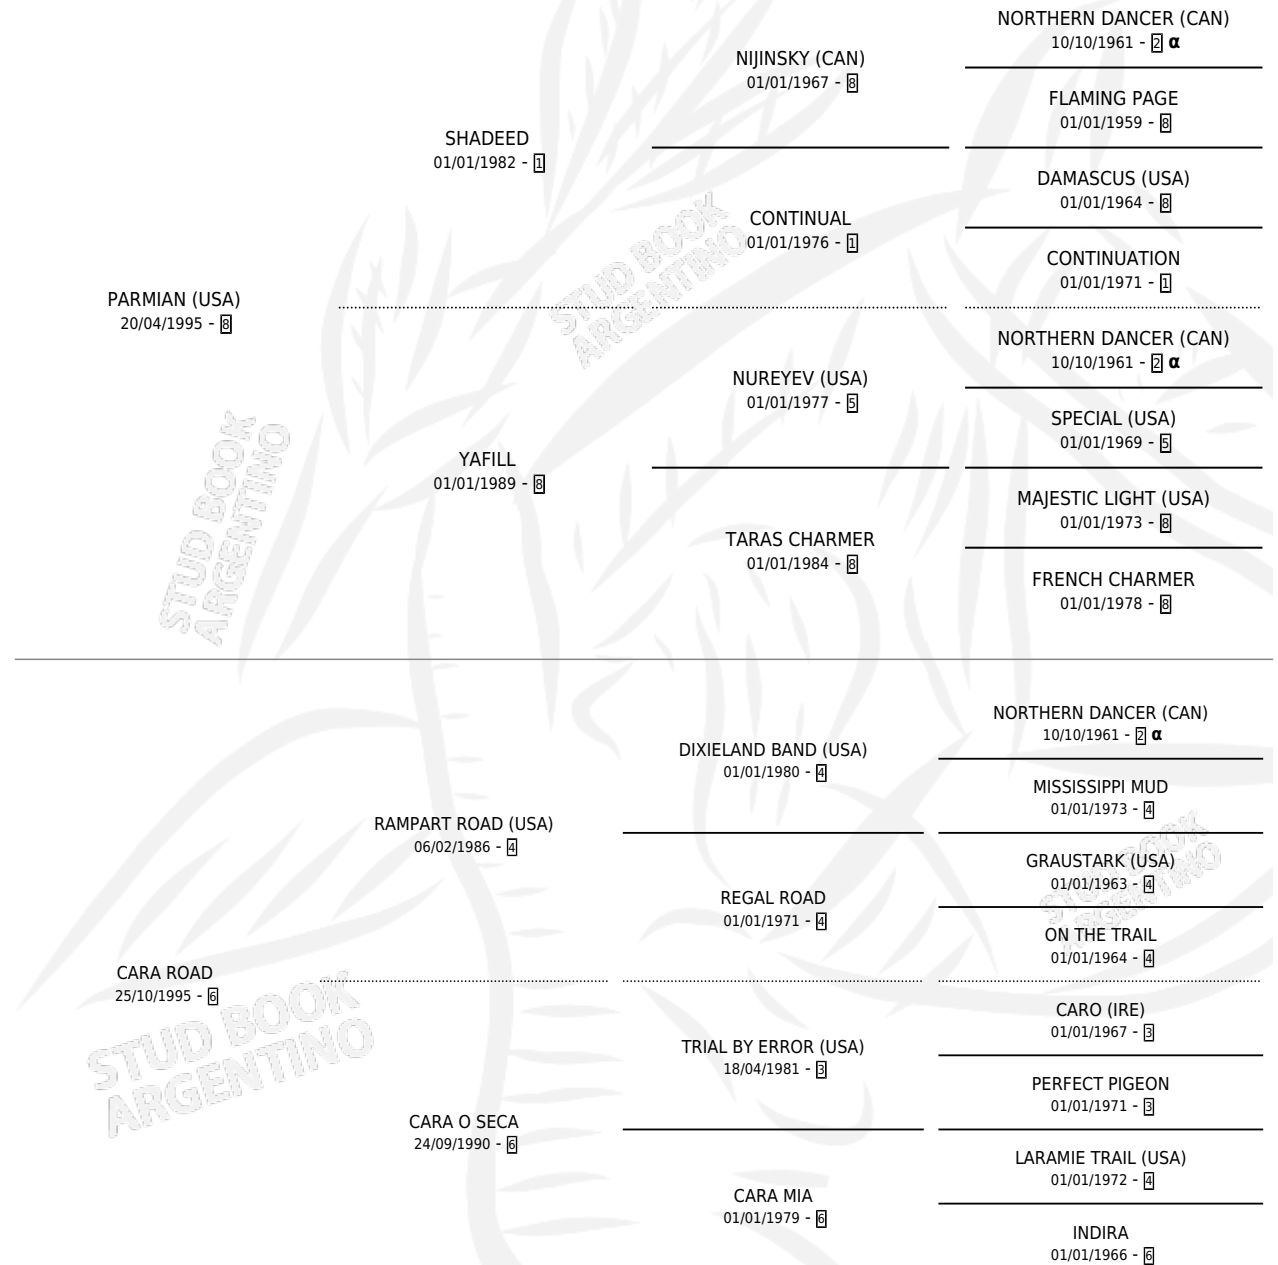 NORTHERN DANCER (CAN)
10/10/1961 - 2 α
NIJINSKY (CAN)
01/01/1967 - 8
FLAMING PAGE
01/01/1959 - 8
SHADEED
01/01/1982 - 1
DAMASCUS (USA)
01/01/1964 - 8
CONTINUAL
01/01/1976 - 1
CONTINUATION
01/01/1971 - 1
STUD BOOK
ARGENTINO
PARMIAN (USA)
20/04/1995 - 8
NORTHERN DANCER (CAN)
10/10/1961 - 2 α
NUREYEV (USA)
01/01/1977 - 5
SPECIAL (USA)
01/01/1969 - 5
YAFILL
01/01/1989 - 8
MAJESTIC LIGHT (USA)
01/01/1973 - 8
TARAS CHARMER
01/01/1984 - 8
FRENCH CHARMER
01/01/1978 - 8
STUD BOOK
ARGENTINO
NORTHERN DANCER (CAN)
10/10/1961 - 2 α
DIXIELAND BAND (USA)
01/01/1980 - 4
MISSISSIPPI MUD
01/01/1973 - 4
RAMPART ROAD (USA)
06/02/1986 - 4
GRAUSTARK (USA)
01/01/1963 - 4
REGAL ROAD
01/01/1971 - 4
ON THE TRAIL
01/01/1964 - 4
STUD BOOK
ARGENTINO
CARA ROAD
25/10/1995 - 6
CARO (IRE)
01/01/1967 - 3
TRIAL BY ERROR (USA)
18/04/1981 - 3
PERFECT PIGEON
01/01/1971 - 3
STUD BOOK
ARGENTINO
CARA O SECA
24/09/1990 - 6
LARAMIE TRAIL (USA)
01/01/1972 - 4
CARA MIA
01/01/1979 - 6
INDIRA
01/01/1966 - 6